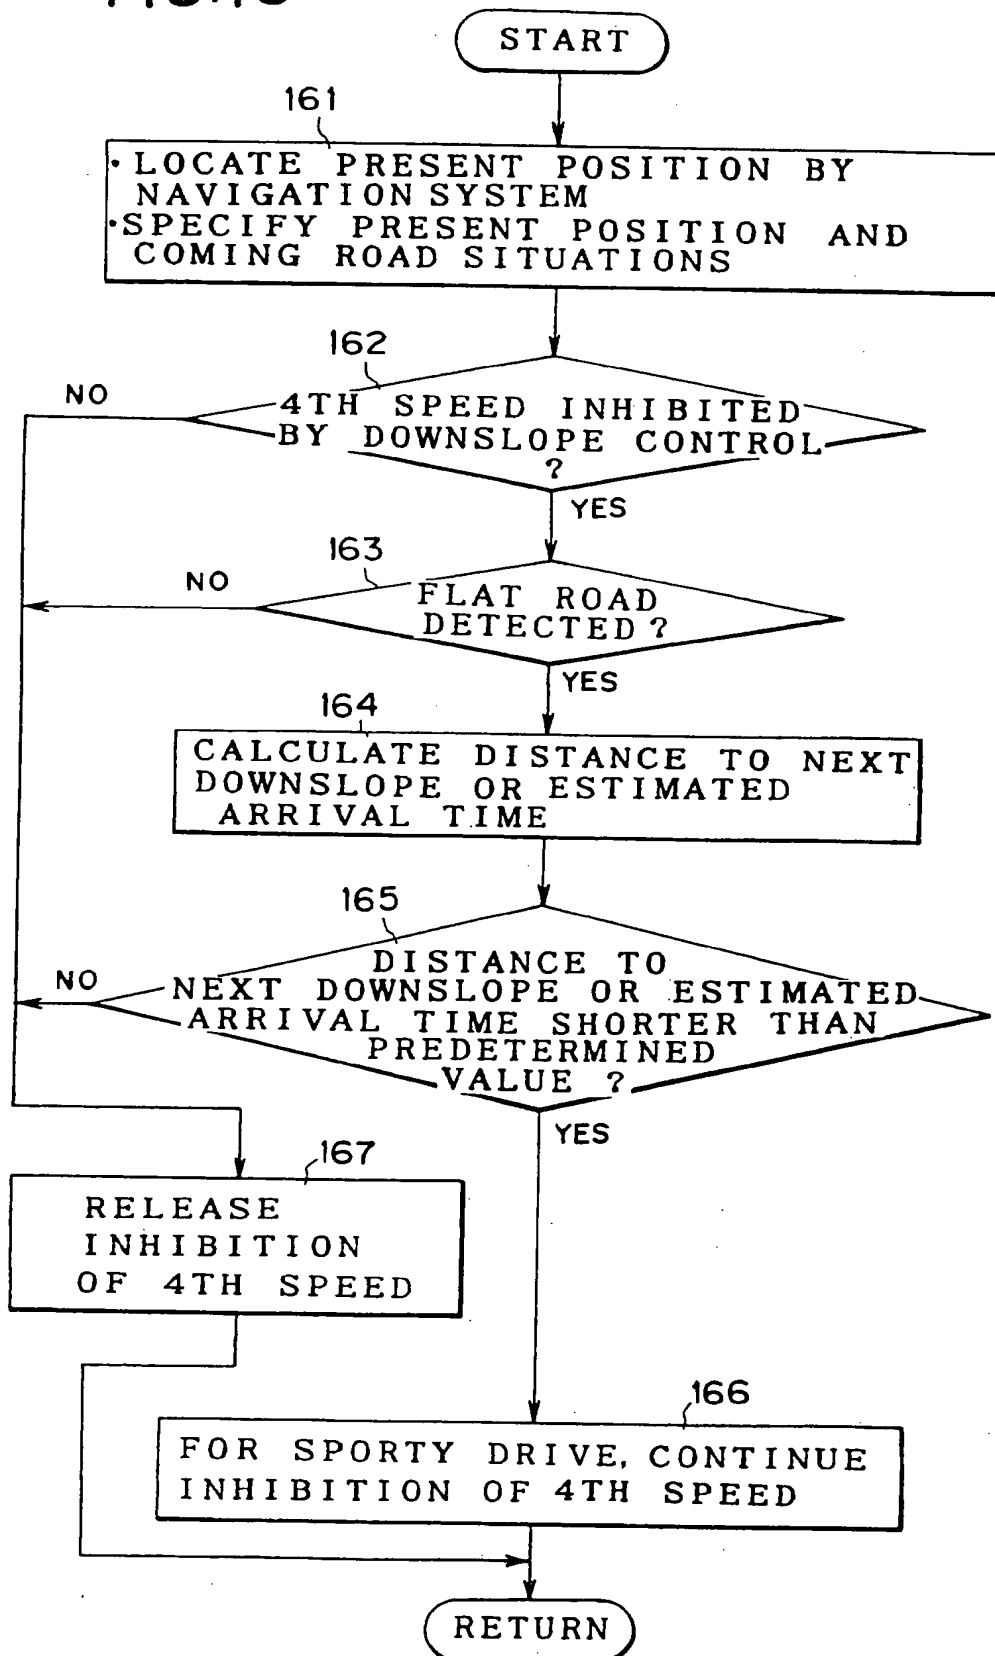 START
161
· LOCATE PRESENT POSITION BY
NAVIGATION SYSTEM
· SPECIFY PRESENT POSITION AND
COMING ROAD SITUATIONS
162
NO
4TH SPEED INHIBITED
BY DOWNSLOPE CONTROL
?
YES
163
NO
FLAT ROAD
DETECTED ?
YES
164
CALCULATE DISTANCE TO NEXT
DOWNSLOPE OR ESTIMATED
ARRIVAL TIME
165
NO
DISTANCE TO
NEXT DOWNSLOPE OR ESTIMATED
ARRIVAL TIME SHORTER THAN
PREDETERMINED
VALUE ?
YES
167
RELEASE
INHIBITION
OF 4TH SPEED
166
FOR SPORTY DRIVE, CONTINUE
INHIBITION OF 4TH SPEED
RETURN